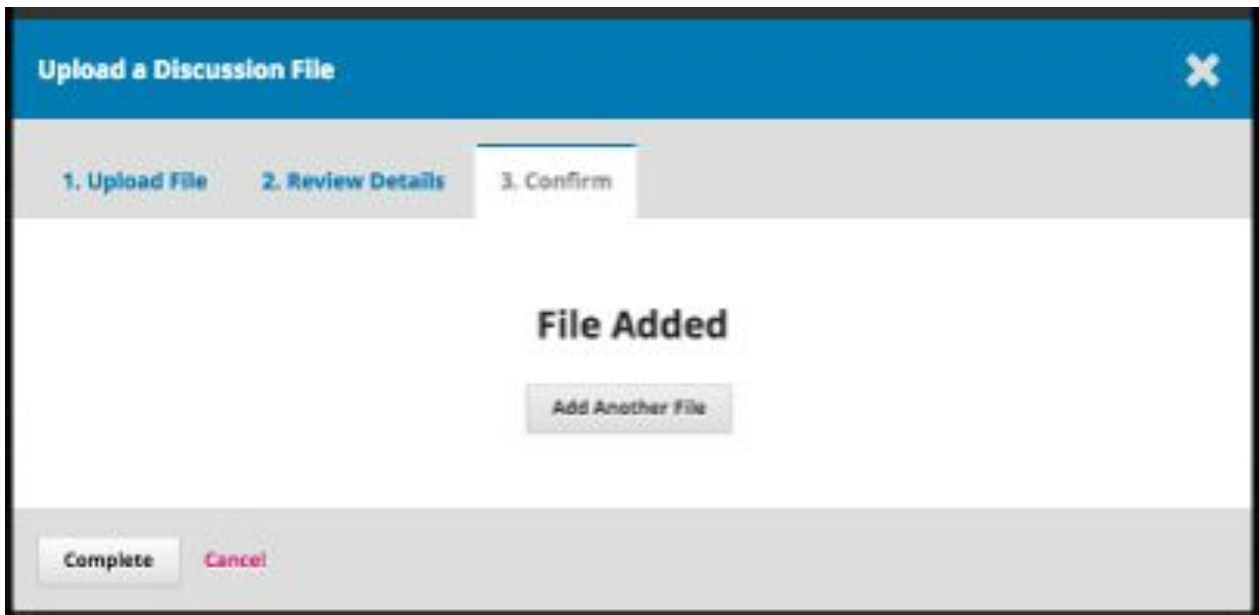 Upload a Discussion File
1. Upload File 2. Review Details 3. Confirm
File Added
Add Another File
Complete Cancel